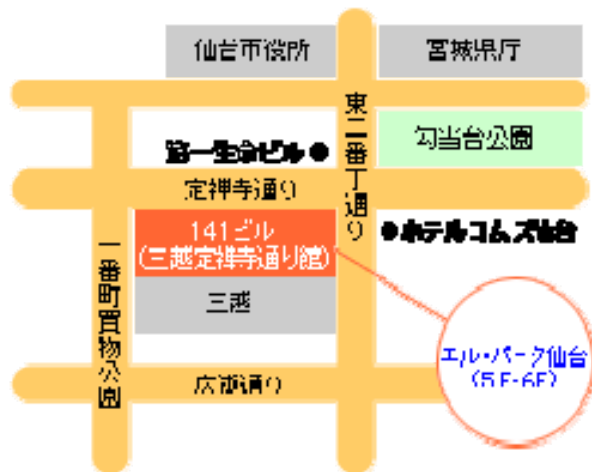 仙台市役所
宮城県庁
東二番丁通り
勾当台公園
第一生命ビル●
定禅寺通り
141ビル
(三越定禅寺通り館)
●ホテルコムズ仙台
一番町買物公園
三越
エル・パーク仙台
(5F・6F)
広瀬通り